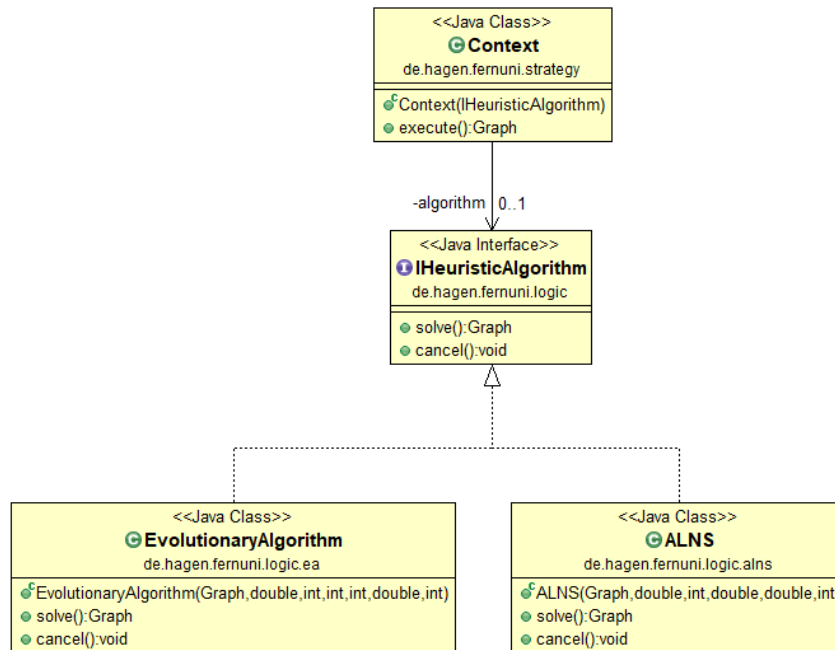 <<Java Class>>
Context
de.hagen.fernuni.strategy
Context(IHeuristicAlgorithm)
execute():Graph
-algorithm 0..1
<<Java Interface>>
IHeuristicAlgorithm
de.hagen.fernuni.logic
solve():Graph
cancel():void
<<Java Class>>
EvolutionaryAlgorithm
de.hagen.fernuni.logic.ea
EvolutionaryAlgorithm(Graph,double,int,int,int,double,int)
solve():Graph
cancel():void
<<Java Class>>
ALNS
de.hagen.fernuni.logic.alns
ALNS(Graph,double,int,double,double,int
solve():Graph
cancel():void